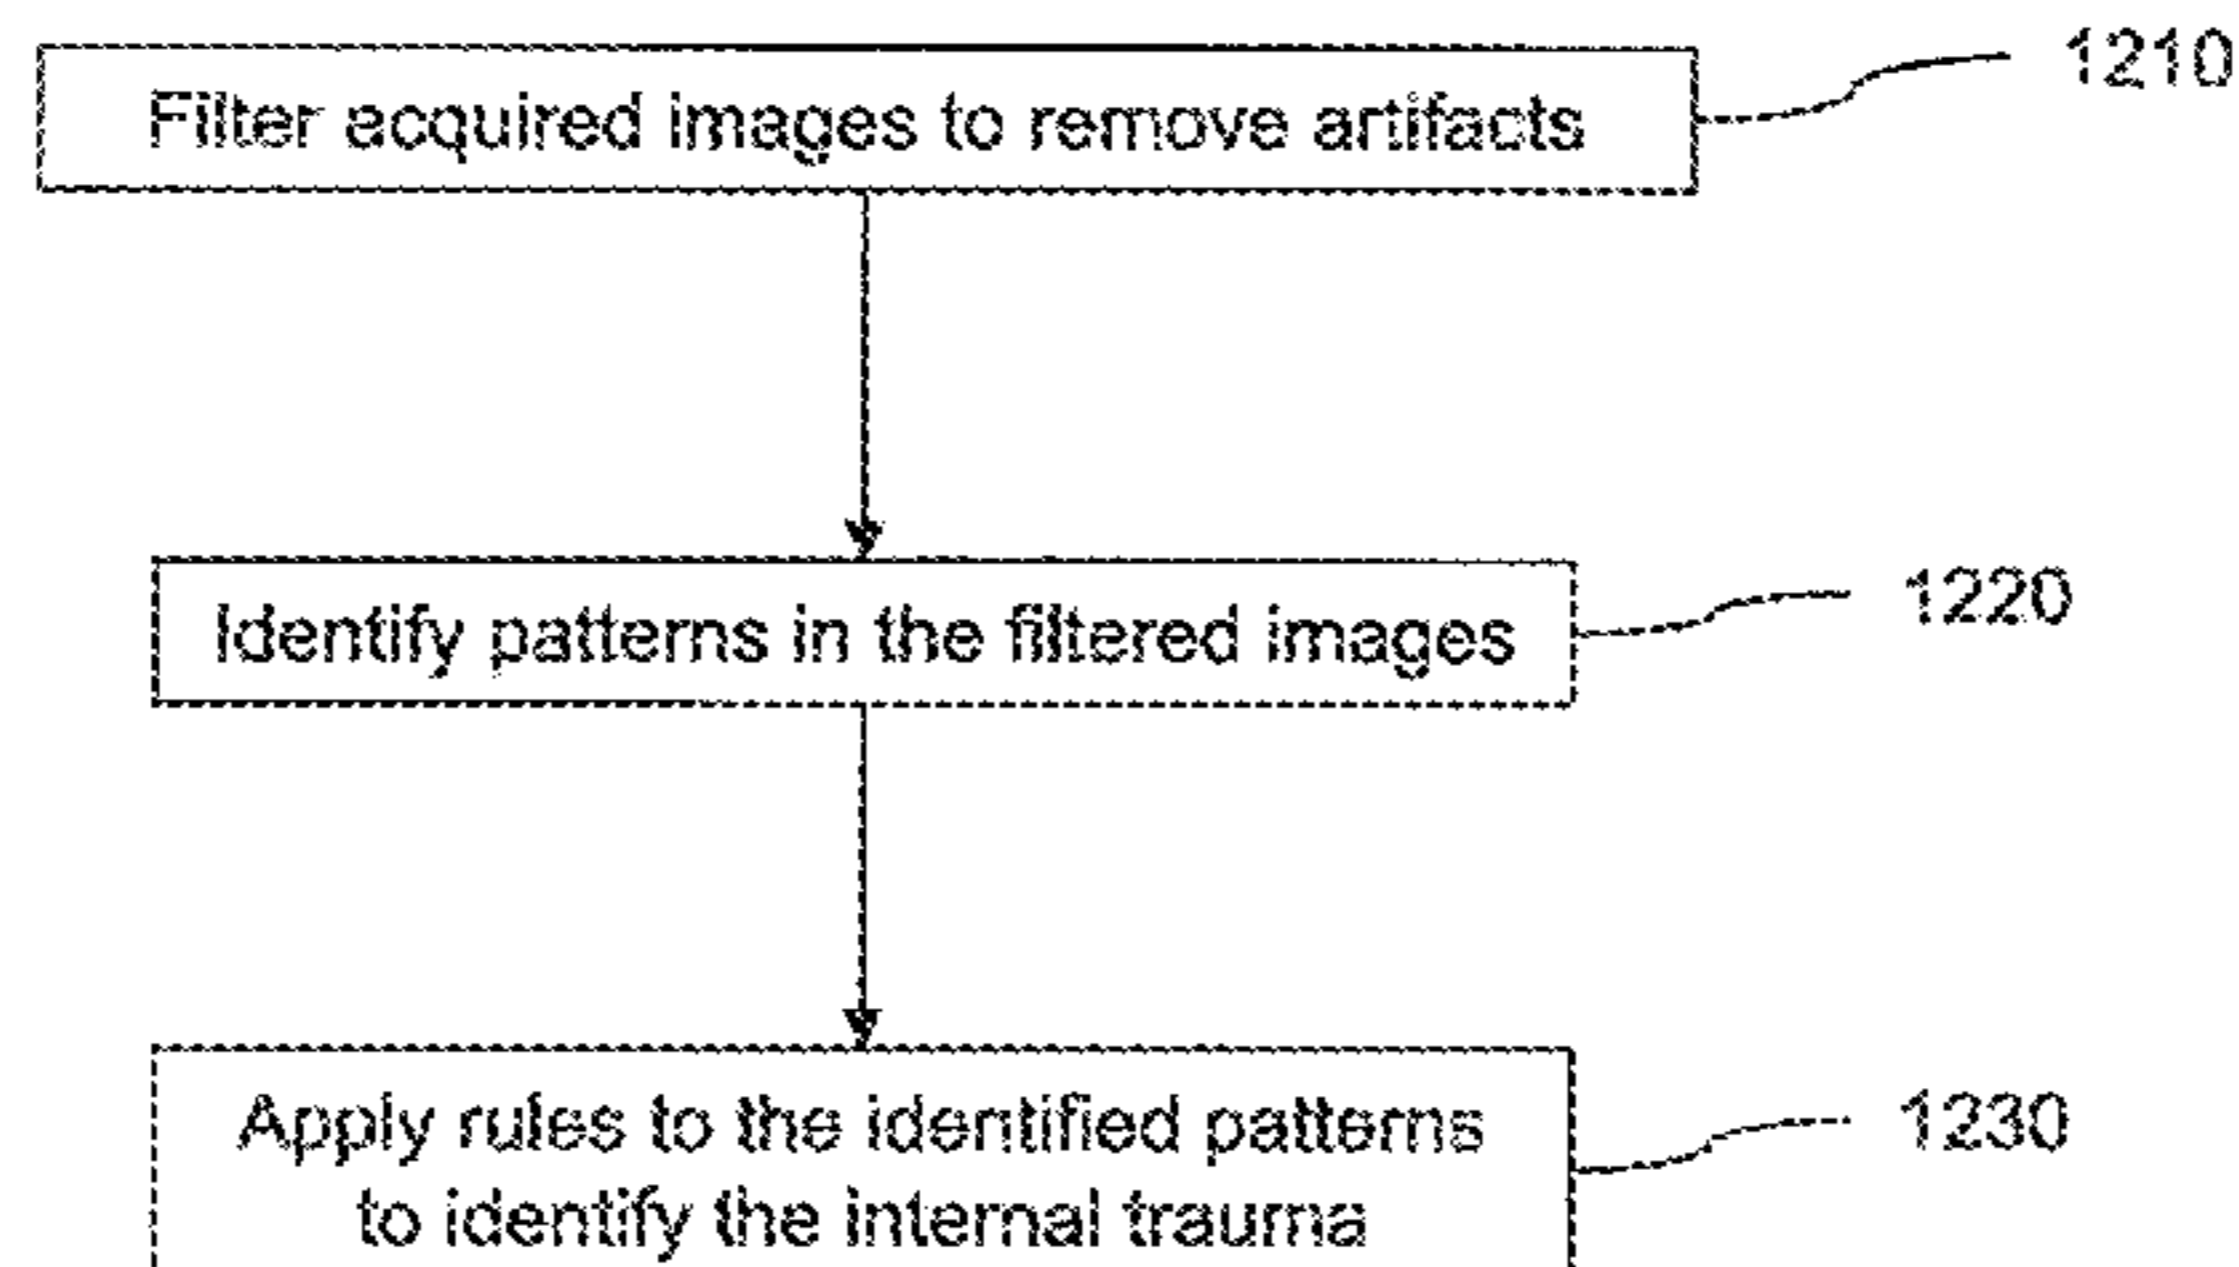 Filter acquired images to remove artifacts
1210
Identify patterns in the filtered images
1220
Apply rules to the identified patterns
to identify the internal trauma
1230